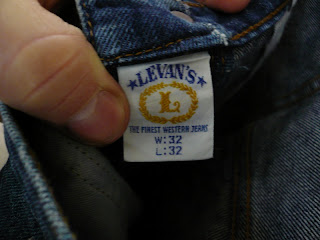 ★LEVAN'S★
L
THE FINEST WESTERN JEANS
W:32
L:32